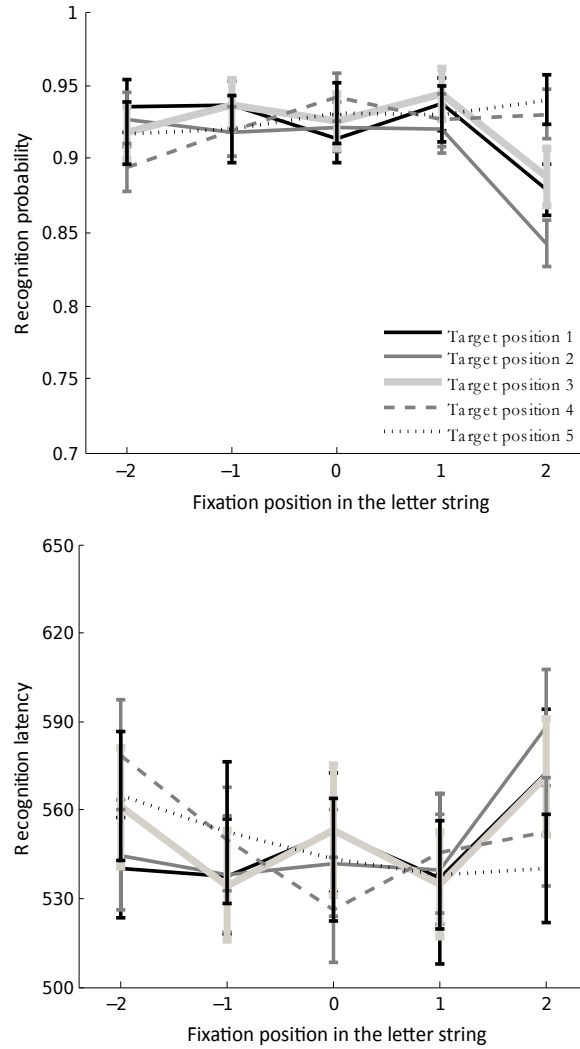 1
0.95
0.9
0.85
0.8
0.75
0.7
Recognition probability
Target position 1
Target position 2
Target position 3
Target position 4
Target position 5
−2 −1 0 1 2
Fixation position in the letter string
650
620
590
560
530
500
Recognition latency
−2 −1 0 1 2
Fixation position in the letter string